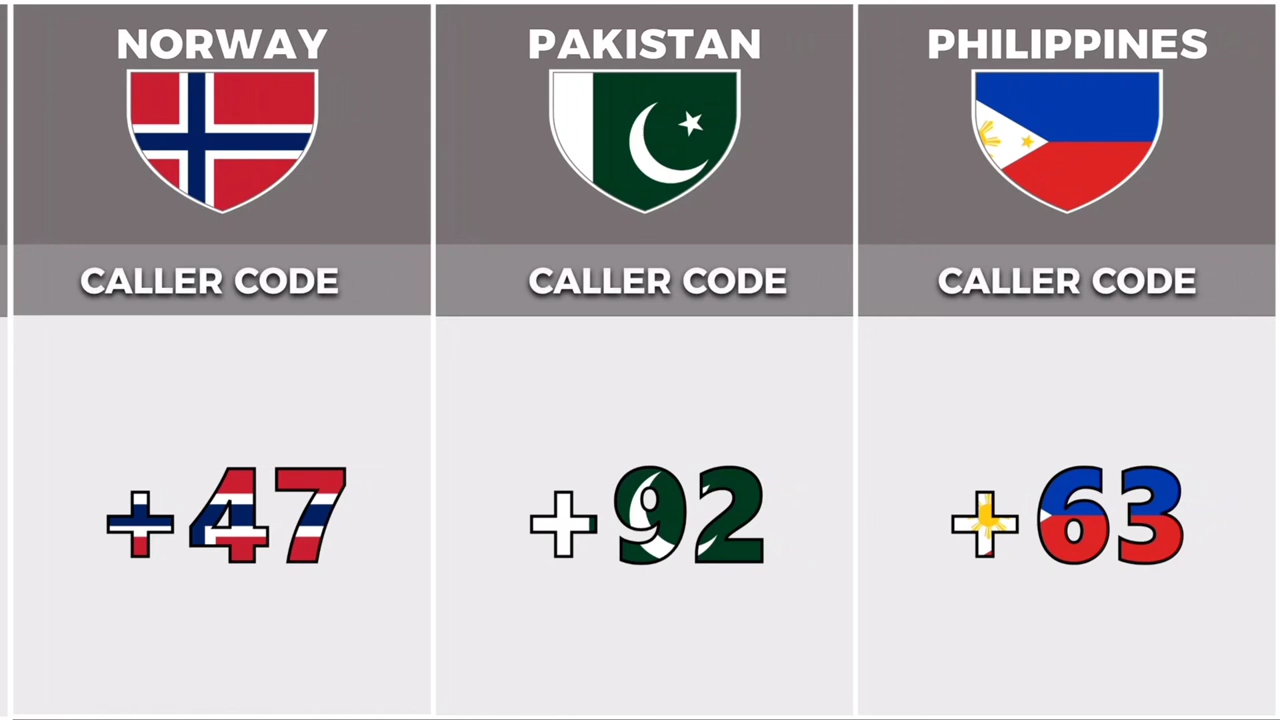 NORWAY
CALLER CODE
+47
PAKISTAN
CALLER CODE
+92
PHILIPPINES
CALLER CODE
+63